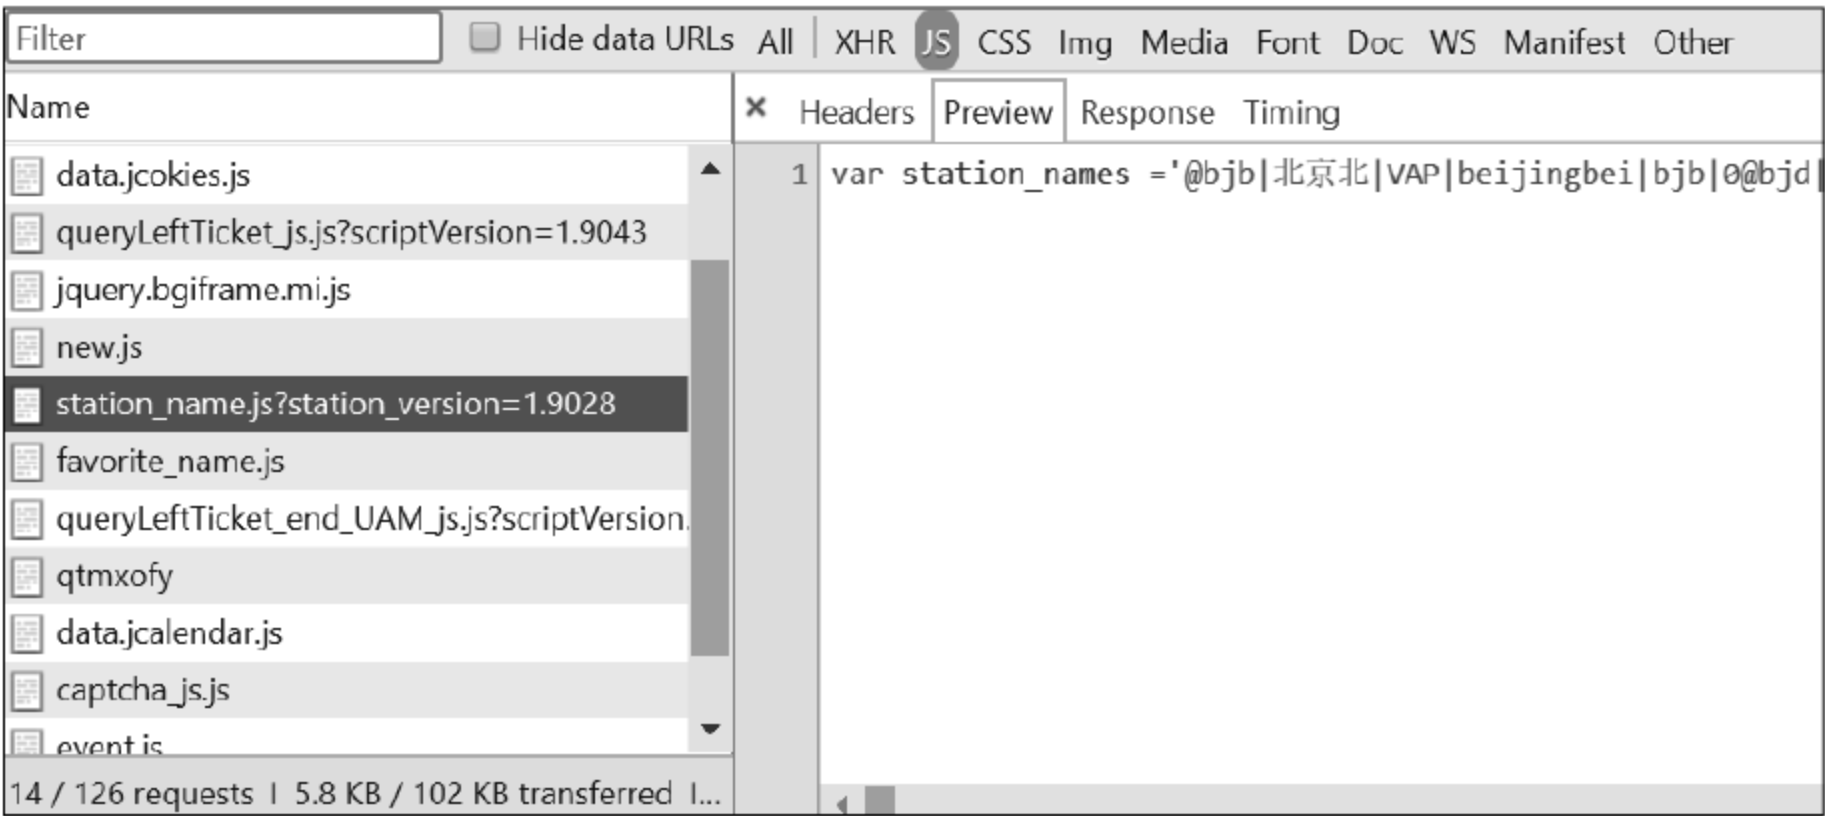 Filter Hide data URLs All XHR JS CSS Img Media Font Doc WS Manifest Other
Name
× Headers Preview Response Timing
data.jcokies.js
queryLeftTicket_js.js?scriptVersion=1.9043
jquery.bgiframe.mi.js
new.js
station_name.js?station_version=1.9028
favorite_name.js
queryLeftTicket_end_UAM_js.js?scriptVersion.
qtmxofy
data.jcalendar.js
captcha_js.js
event.js
14 / 126 requests | 5.8 KB / 102 KB transferred |...
1 var station_names ='@bjb|北京北|VAP|beijingbei|bjb|0@bjd|